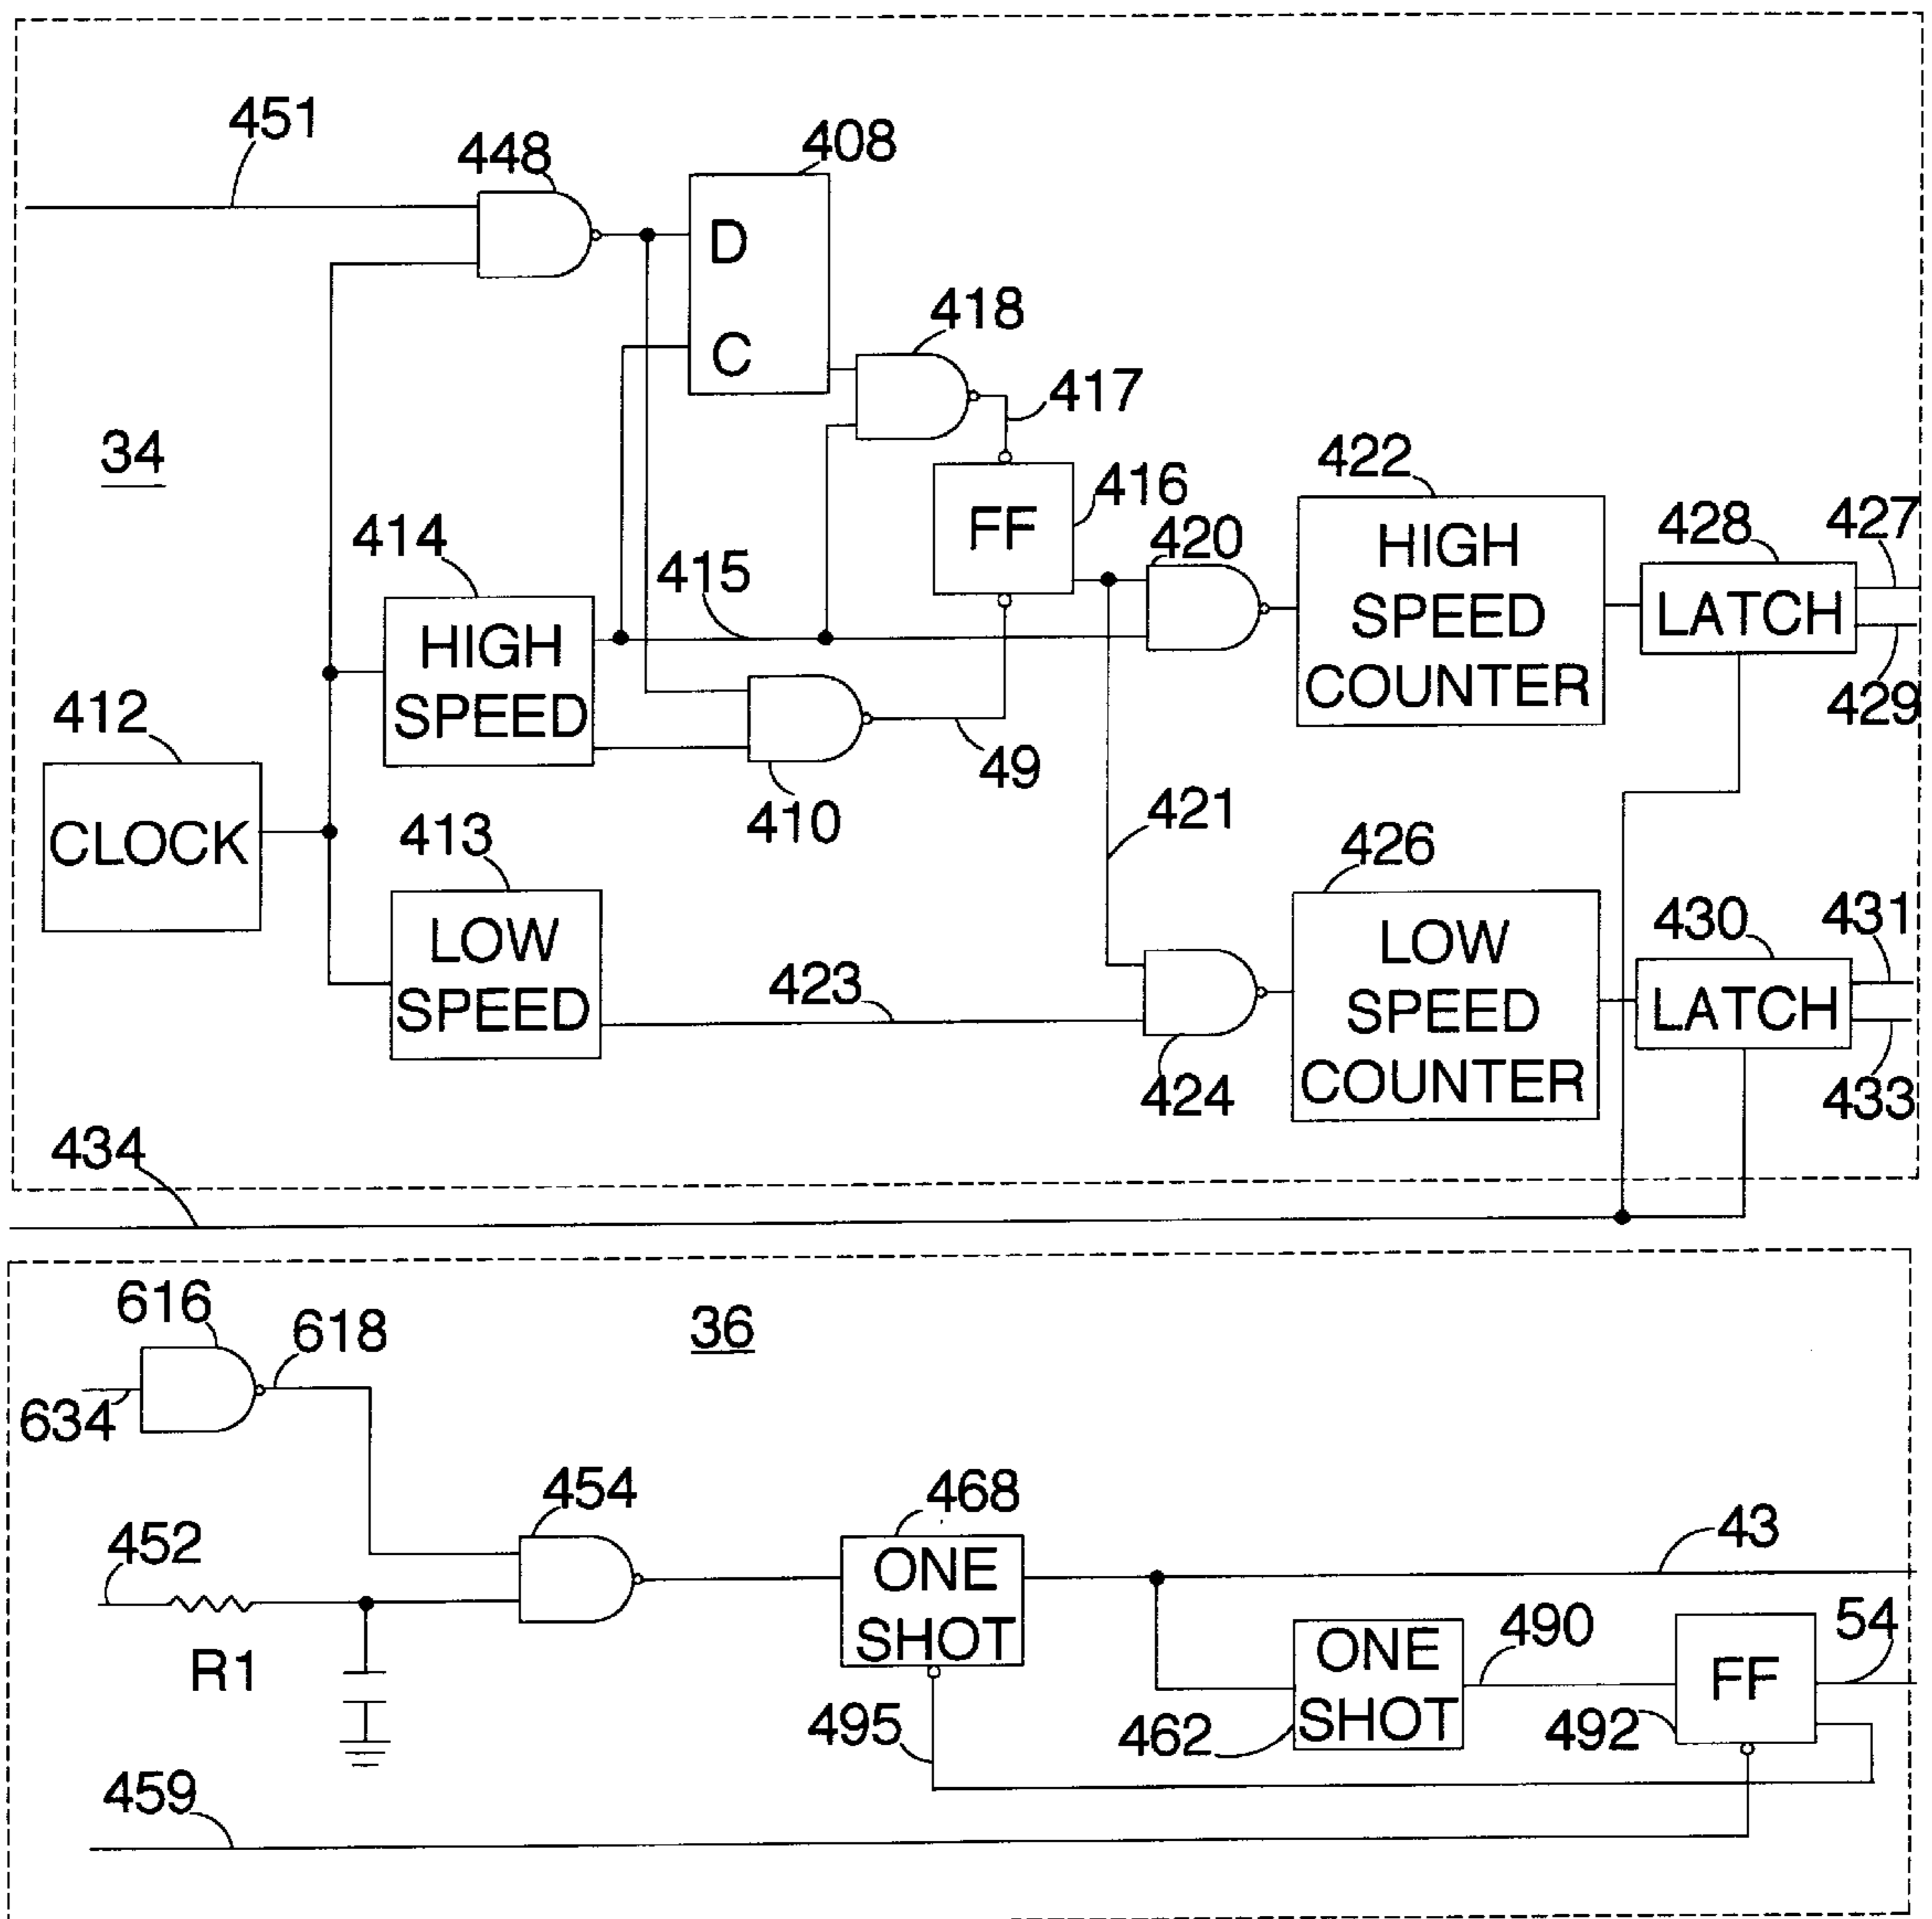 451
448
408
D
C
418
417
34
414
415
FF
416
420
422
HIGH
SPEED
COUNTER
428
427
LATCH
429
HIGH
SPEED
412
CLOCK
410
49
413
LOW
SPEED
421
423
424
426
LOW
SPEED
COUNTER
430
431
LATCH
433
434
616
618
634
36
452
R1
454
468
ONE
SHOT
43
495
462
ONE
SHOT
490
492
FF
54
459